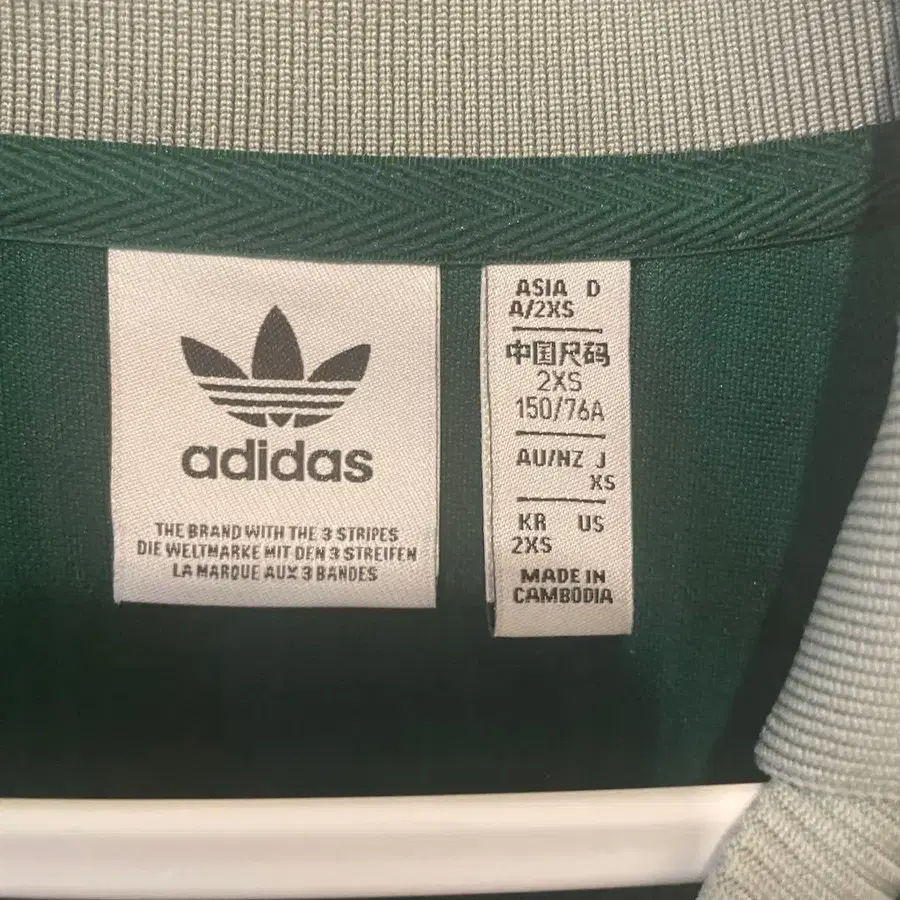 adidas
THE BRAND WITH THE 3 STRIPES
DIE WELTMARKE MIT DEN 3 STREIFEN
LA MARQUE AUX 3 BANDES
ASIA D
A/2XS
中国尺码
2XS
150/76A
AU/NZ J
XS
KR US
2XS
MADE IN
CAMBODIA